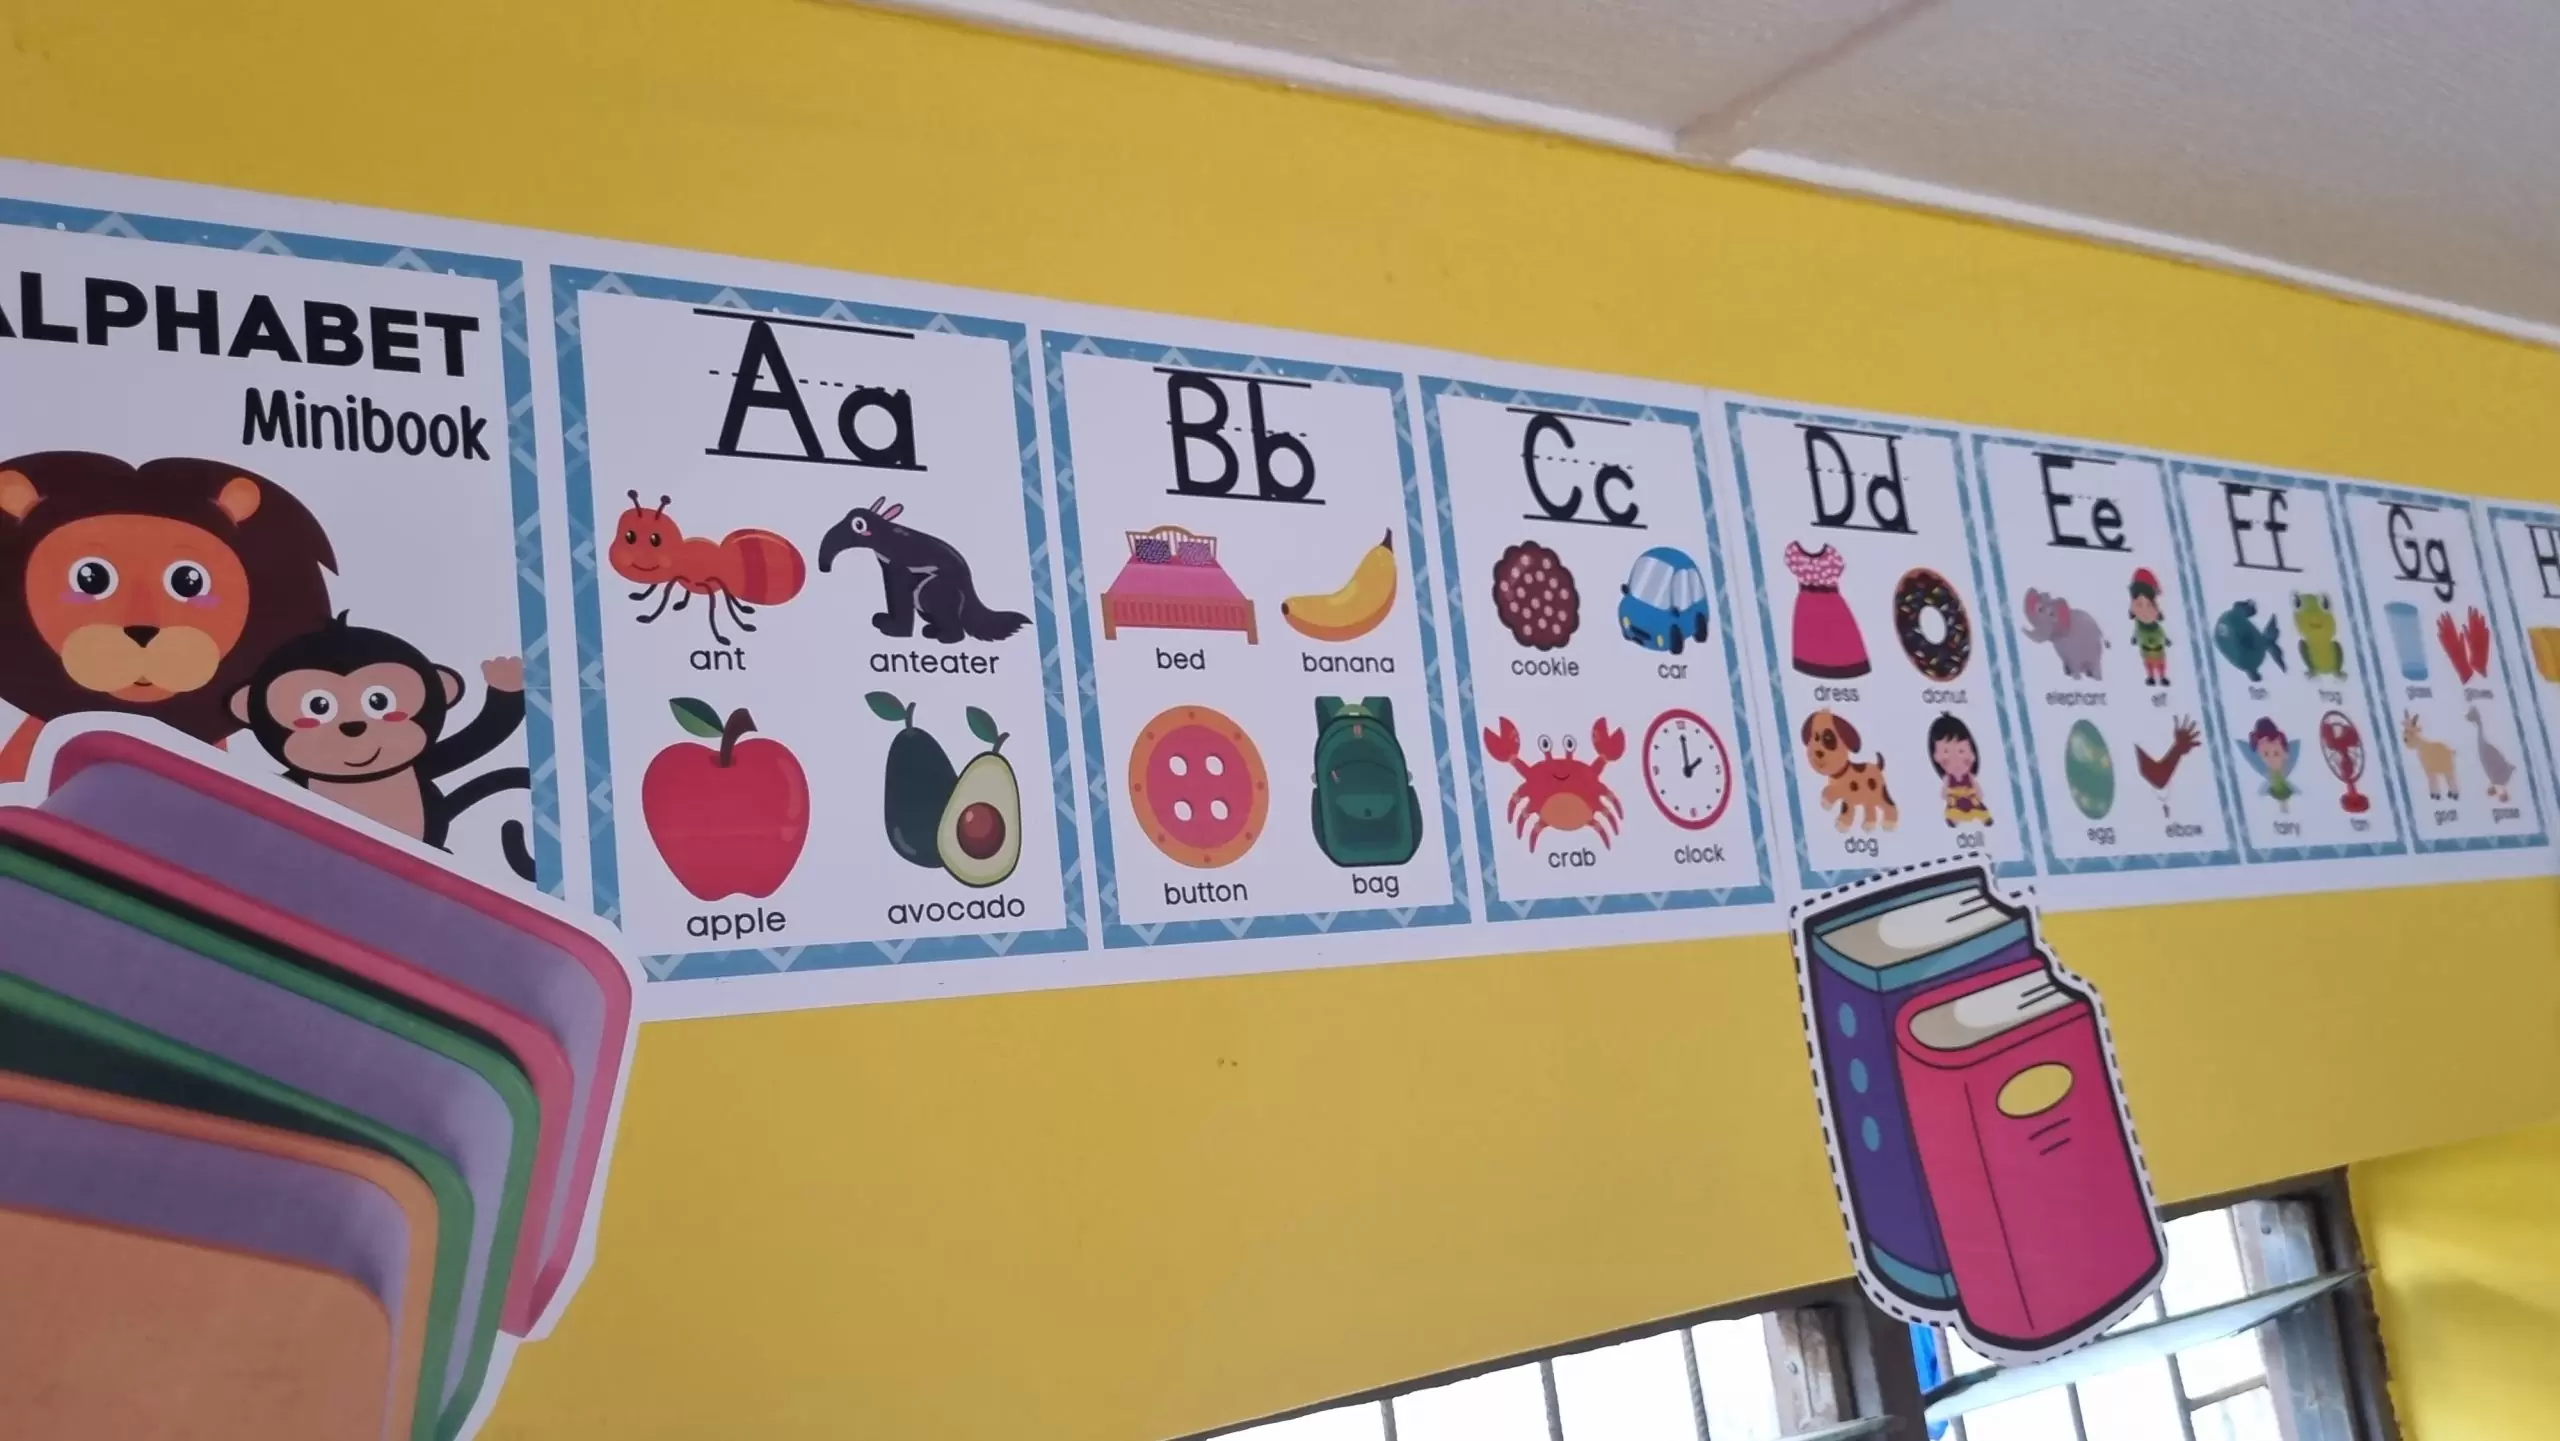 ALPHABET
Minibook
Aa
ant anteater
apple avocado
Bb
bed banana
button bag
Cc
cookie car
crab clock
Dd
dress donut
dog doll
Ee
elephant elf
egg elbow
Ff
fish frog
fairy fan
Gg
glass gloves
goat goose
H